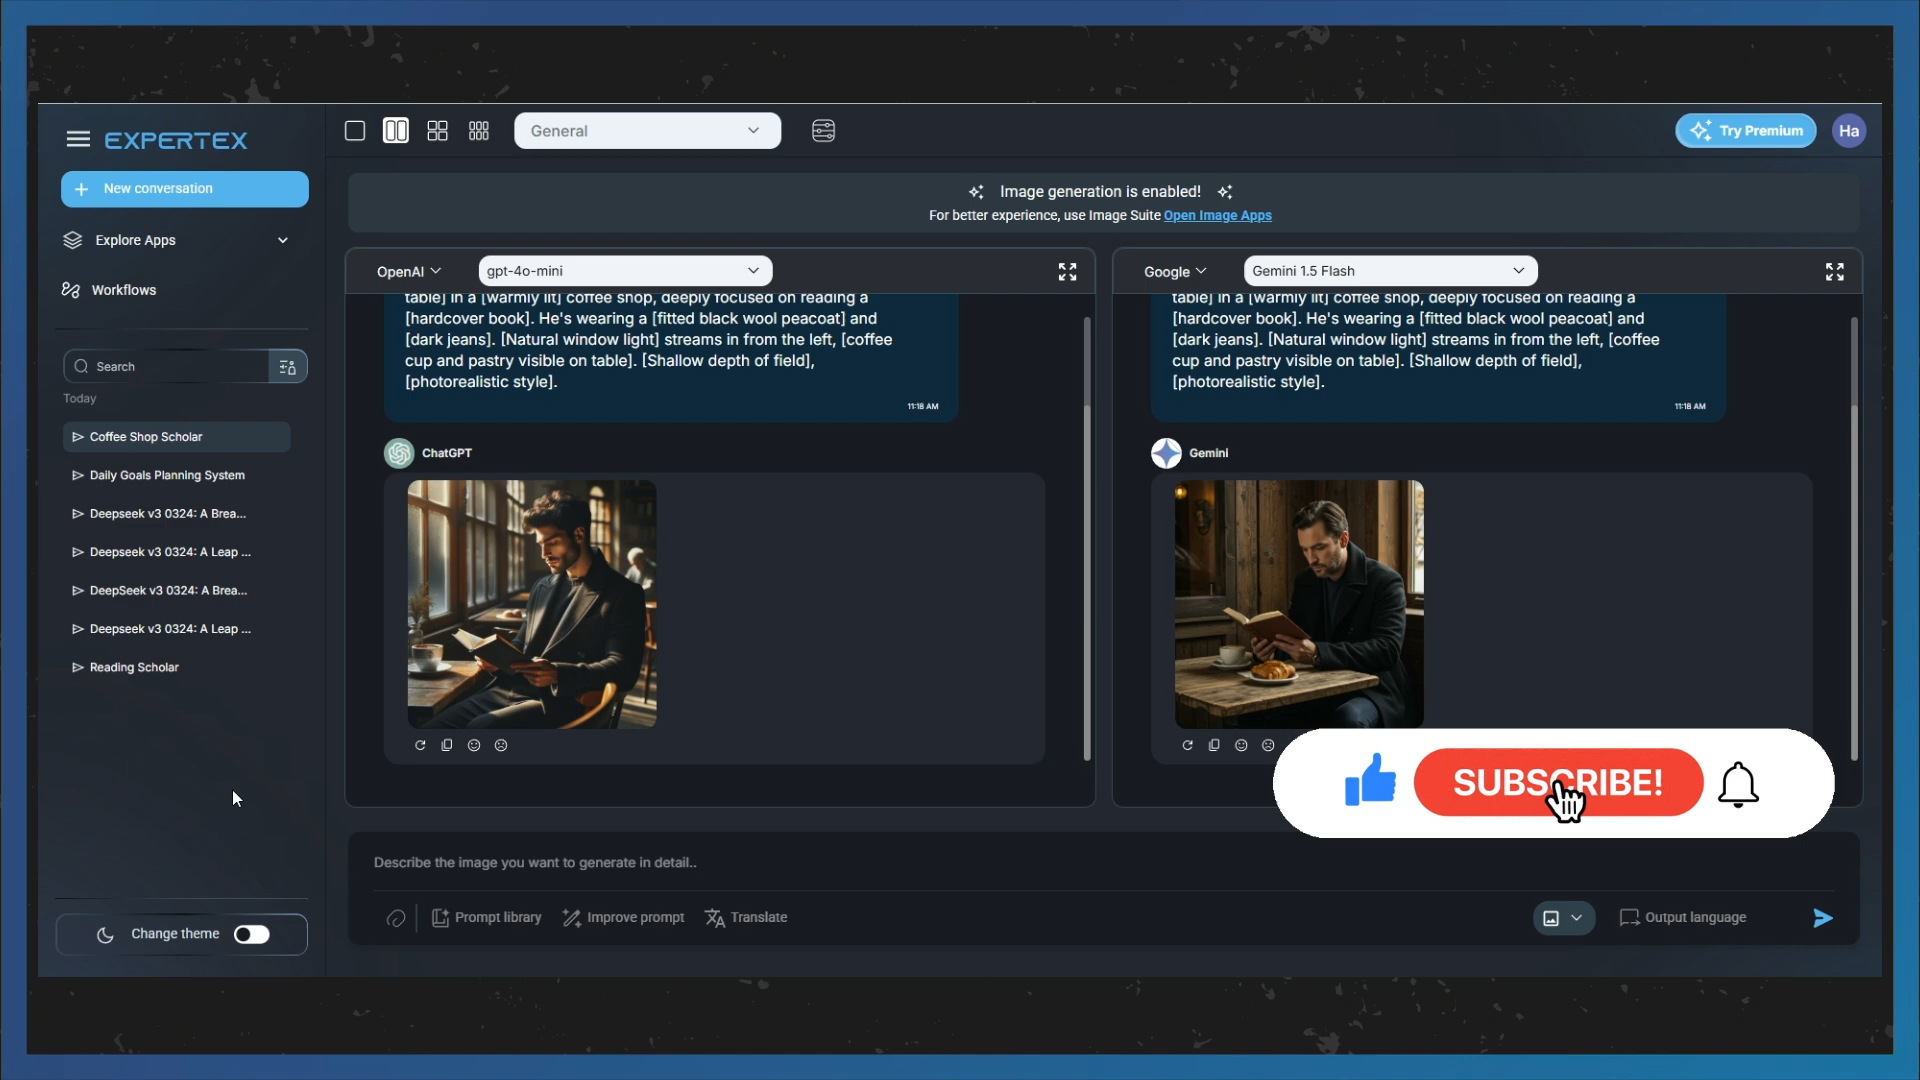 EXPERTEX
General
Try Premium
Ha
New conversation
Image generation is enabled!
For better experience, use Image Suite Open Image Apps
Explore Apps
Workflows
Search
Today
Coffee Shop Scholar
Daily Goals Planning System
Deepseek v3 0324: A Brea...
Deepseek v3 0324: A Leap ...
DeepSeek v3 0324: A Brea...
Deepseek v3 0324: A Leap ...
Reading Scholar
Change theme
OpenAI
gpt-4o-mini
table] in a [warmly lit] coffee shop, deeply focused on reading a
[hardcover book]. He's wearing a [fitted black wool peacoat] and
[dark jeans]. [Natural window light] streams in from the left, [coffee
cup and pastry visible on table]. [Shallow depth of field],
[photorealistic style].
11:18 AM
ChatGPT
Google
Gemini 1.5 Flash
table] in a [warmly lit] coffee shop, deeply focused on reading a
[hardcover book]. He's wearing a [fitted black wool peacoat] and
[dark jeans]. [Natural window light] streams in from the left, [coffee
cup and pastry visible on table]. [Shallow depth of field],
[photorealistic style].
11:18 AM
Gemini
SUBSCRIBE!
Describe the image you want to generate in detail..
Prompt library
Improve prompt
Translate
Output language